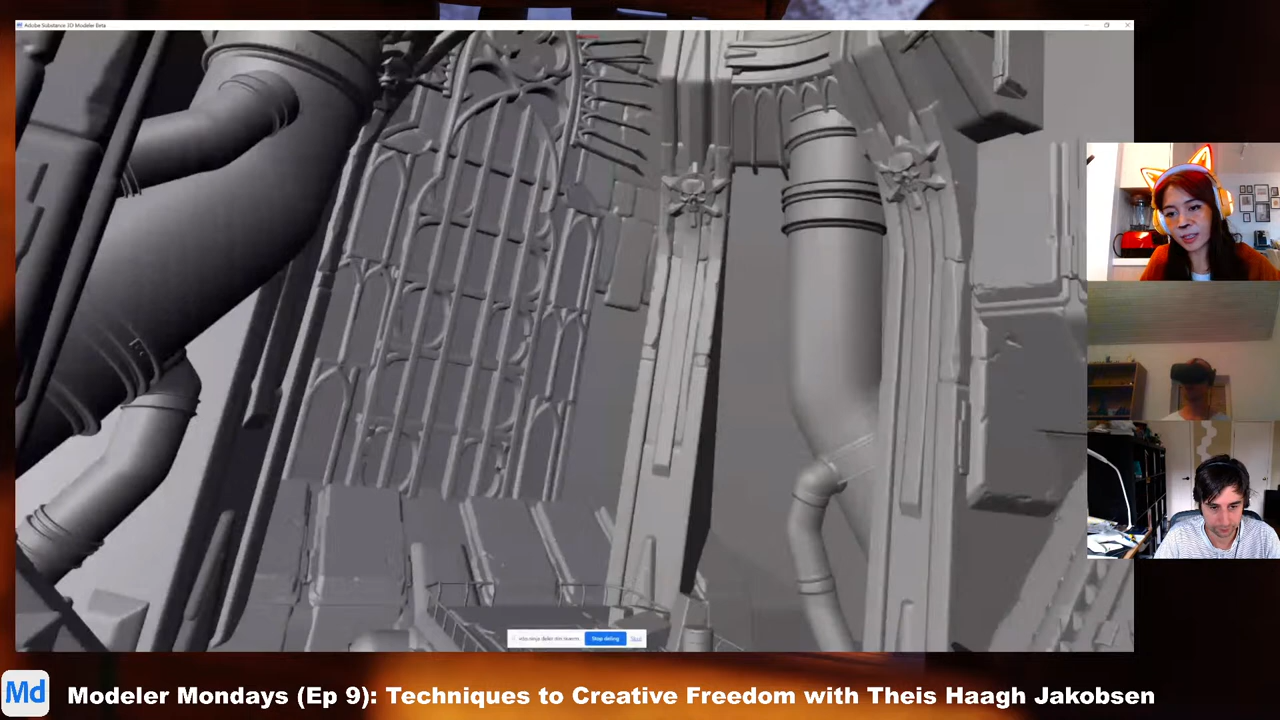 Adobe Substance 3D Modeler Beta
Stop sharing
Hide
Md
Modeler Mondays (Ep 9): Techniques to Creative Freedom with Theis Haagh Jakobsen